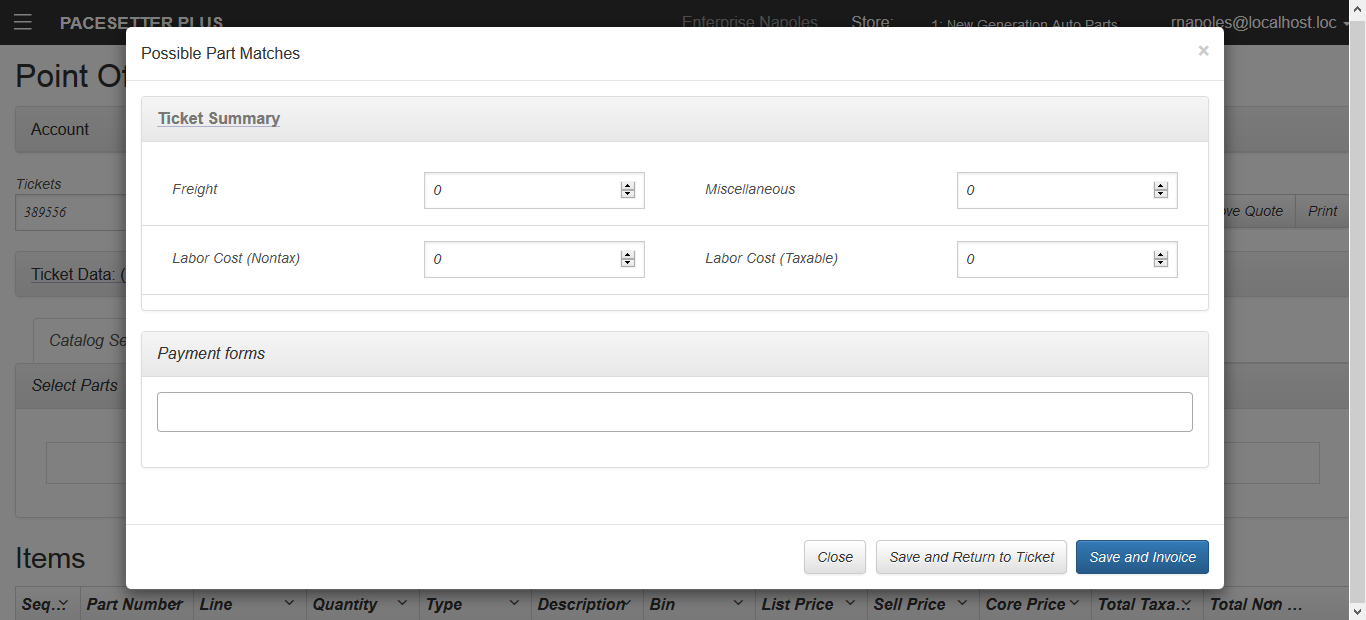 PACESETTER PLUS Enterprise Napoles Store: 1: New Generation Auto Parts rnapoles@localhost.loc
Possible Part Matches ×
Point Of
Ticket Summary
Account
Freight 0 Miscellaneous 0
Tickets
389556 ve Quote Print
Labor Cost (Nontax) 0 Labor Cost (Taxable) 0
Ticket Data: (
Catalog Se
Payment forms
Select Parts
Items
Close Save and Return to Ticket Save and Invoice
Seq... Part Number Line Quantity Type Description Bin List Price Sell Price Core Price Total Taxa... Total Non ...